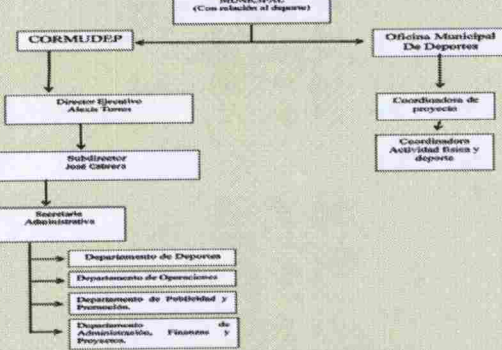 MUNICIPAL
(Con relación al deporte)
CORMUDEP
Oficina Municipal
De Deportes
Director Ejecutivo
Alexis Torres
Coordinadora de
proyecto
Coordinadora
Actividad física y
deporte
Subdirector
José Cabrera
Secretaria
Administrativa
Departamento de Deportes
Departamento de Operaciones
Departamento de Publicidad y
Promoción.
Departamento de
Administración, Finanzas y
Proyectos.